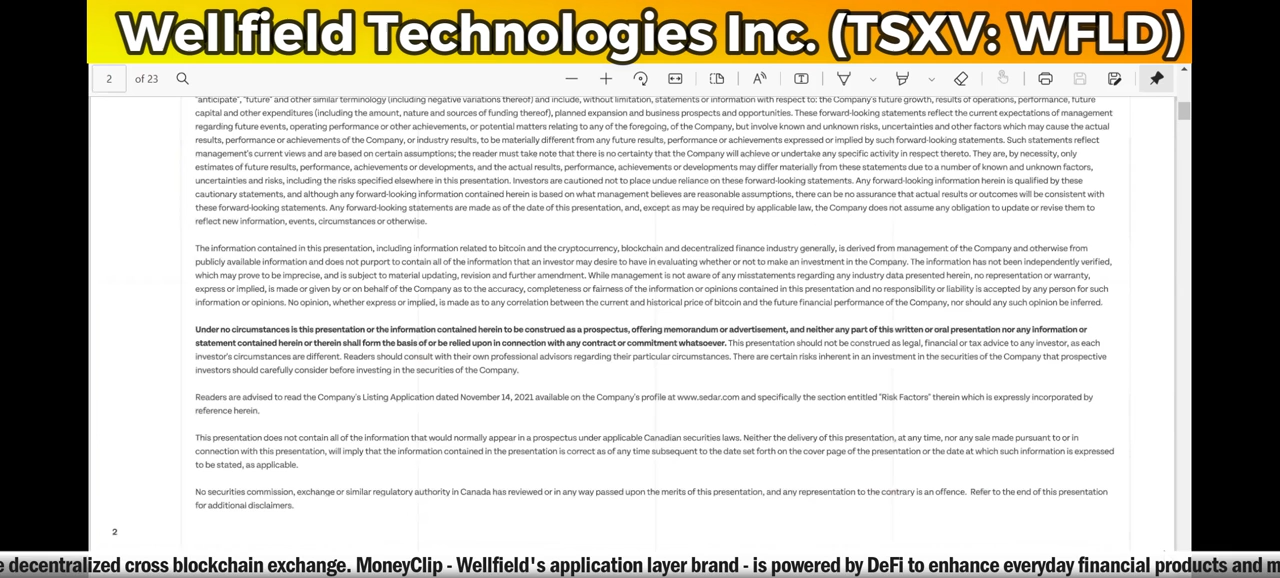 Wellfield Technologies Inc. (TSXV: WFLD)
2 of 23
"anticipate", "future" and other similar terminology (including negative variations thereof) and include, without limitation, statements or information with respect to: the Company's future growth, results of operations, performance, future
capital and other expenditures (including the amount, nature and sources of funding thereof), planned expansion and business prospects and opportunities. These forward-looking statements reflect the current expectations of management
regarding future events, operating performance or other achievements, or potential matters relating to any of the foregoing, of the Company, but involve known and unknown risks, uncertainties and other factors which may cause the actual
results, performance or achievements of the Company, or industry results, to be materially different from any future results, performance or achievements expressed or implied by such forward-looking statements. Such statements reflect
management's current views and are based on certain assumptions; the reader must take note that there is no certainty that the Company will achieve or undertake any specific activity in respect thereto. They are, by necessity, only
estimates of future results, performance, achievements or developments, and the actual results, performance, achievements or developments may differ materially from these statements due to a number of known and unknown factors,
uncertainties and risks, including the risks specified elsewhere in this presentation. Investors are cautioned not to place undue reliance on these forward-looking statements. Any forward-looking information herein is qualified by these
cautionary statements, and although any forward-looking information contained herein is based on what management believes are reasonable assumptions, there can be no assurance that actual results or outcomes will be consistent with
these forward-looking statements. Any forward-looking statements are made as of the date of this presentation, and, except as may be required by applicable law, the Company does not assume any obligation to update or revise them to
reflect new information, events, circumstances or otherwise.
The information contained in this presentation, including information related to bitcoin and the cryptocurrency, blockchain and decentralized finance industry generally, is derived from management of the Company and otherwise from
publicly available information and does not purport to contain all of the information that an investor may desire to have in evaluating whether or not to make an investment in the Company. The information has not been independently verified,
which may prove to be imprecise, and is subject to material updating, revision and further amendment. While management is not aware of any misstatements regarding any industry data presented herein, no representation or warranty,
express or implied, is made or given by or on behalf of the Company as to the accuracy, completeness or fairness of the information or opinions contained in this presentation and no responsibility or liability is accepted by any person for such
information or opinions. No opinion, whether express or implied, is made as to any correlation between the current and historical price of bitcoin and the future financial performance of the Company, nor should any such opinion be inferred.
Under no circumstances is this presentation or the information contained herein to be construed as a prospectus, offering memorandum or advertisement, and neither any part of this written or oral presentation nor any information or
statement contained herein or therein shall form the basis of or be relied upon in connection with any contract or commitment whatsoever. This presentation should not be construed as legal, financial or tax advice to any investor, as each
investor's circumstances are different. Readers should consult with their own professional advisors regarding their particular circumstances. There are certain risks inherent in an investment in the securities of the Company that prospective
investors should carefully consider before investing in the securities of the Company.
Readers are advised to read the Company's Listing Application dated November 14, 2021 available on the Company's profile at www.sedar.com and specifically the section entitled "Risk Factors" therein which is expressly incorporated by
reference herein.
This presentation does not contain all of the information that would normally appear in a prospectus under applicable Canadian securities laws. Neither the delivery of this presentation, at any time, nor any sale made pursuant to or in
connection with this presentation, will imply that the information contained in the presentation is correct as of any time subsequent to the date set forth on the cover page of the presentation or the date at which such information is expressed
to be stated, as applicable.
No securities commission, exchange or similar regulatory authority in Canada has reviewed or in any way passed upon the merits of this presentation, and any representation to the contrary is an offence. Refer to the end of this presentation
for additional disclaimers.
2
e decentralized cross blockchain exchange. MoneyClip - Wellfield's application layer brand - is powered by DeFi to enhance everyday financial products and m